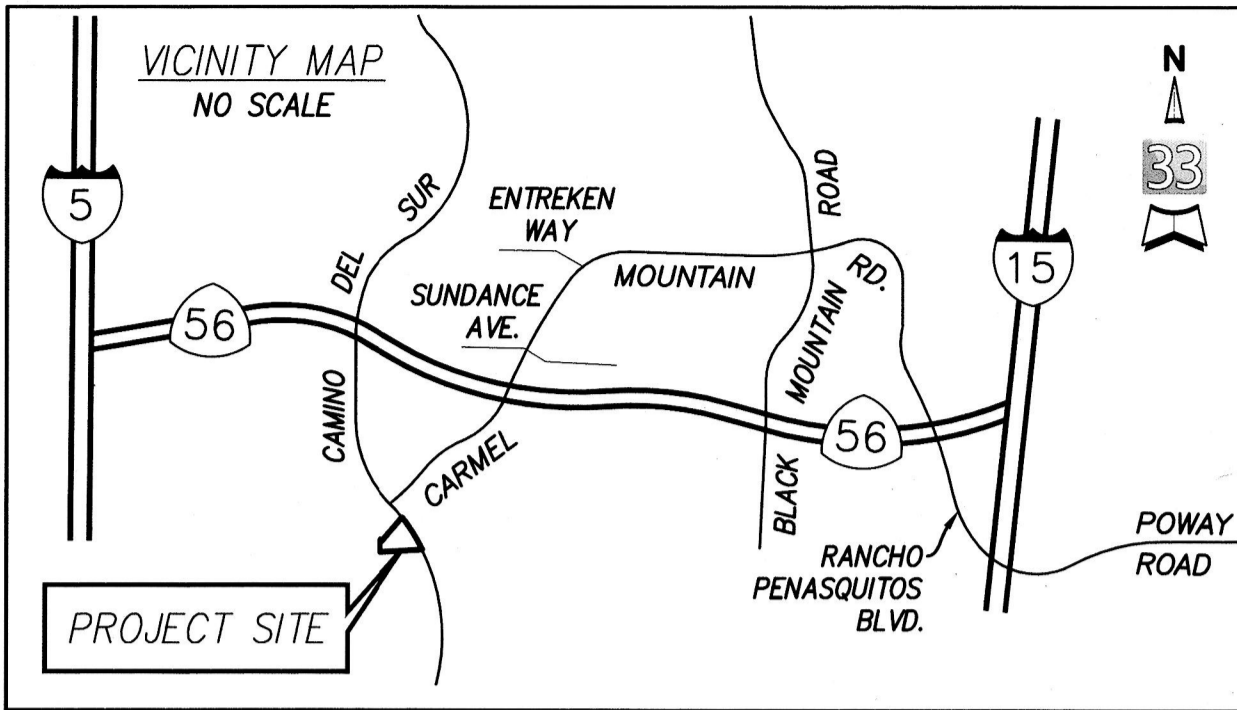 VICINITY MAP
NO SCALE
N
33
5
SUR
DEL
ENTREKEN
WAY
ROAD
MOUNTAIN
RD.
15
SUNDANCE
AVE.
56
MOUNTAIN
CAMINO
CARMEL
56
BLACK
POWAY
ROAD
RANCHO
PENASQUITOS
BLVD.
PROJECT SITE